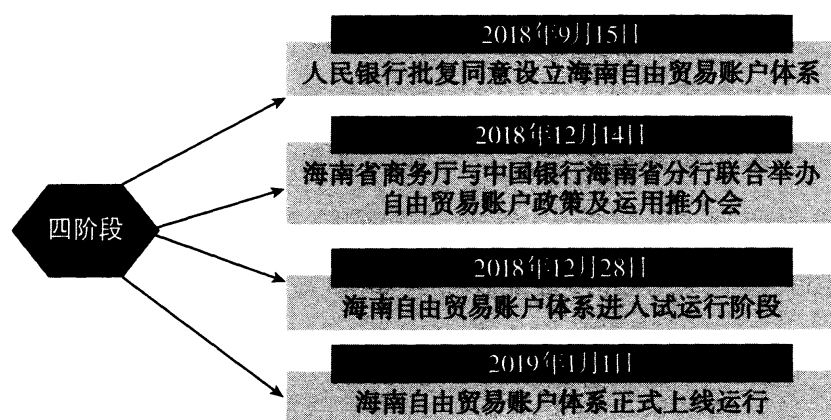 四阶段
2018年9月15日
人民银行批复同意设立海南自由贸易账户体系
2018年12月14日
海南省商务厅与中国银行海南省分行联合举办
自由贸易账户政策及运用推介会
2018年12月28日
海南自由贸易账户体系进入试运行阶段
2019年1月1日
海南自由贸易账户体系正式上线运行